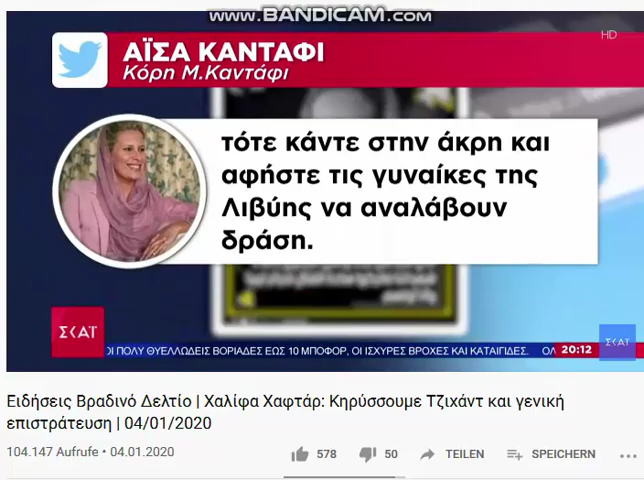 WWW.BANDICAM.COM
HD
ΑΪΣΑ ΚΑΝΤΑΦΙ
Κόρη Μ.Καντάφι
τότε κάντε στην άκρη και
αφήστε τις γυναίκες της
Λιβύης να αναλάβουν
δράση.
ΣΚΑΪ
ΟΙ ΠΟΛΥ ΘΥΕΛΛΩΔΕΙΣ ΒΟΡΙΑΔΕΣ ΕΩΣ 10 ΜΠΟΦΟΡ, ΟΙ ΙΣΧΥΡΕΣ ΒΡΟΧΕΣ ΚΑΙ ΚΑΤΑΙΓΙΔΕΣ. ΟΛ 20:12
ΣΚΑΪ
Ειδήσεις Βραδινό Δελτίο | Χαλίφα Χαφτάρ: Κηρύσσουμε Τζιχάντ και γενική
επιστράτευση | 04/01/2020
104.147 Aufrufe • 04.01.2020
578 50 TEILEN SPEICHERN